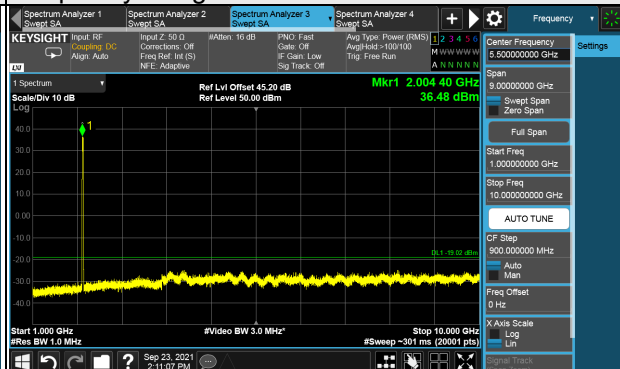 Spectrum Analyzer 1
Swept SA
Spectrum Analyzer 2
Swept SA
Spectrum Analyzer 3
Swept SA
Spectrum Analyzer 4
Swept SA
+
Frequency
KEYSIGHT
Input: RF
Coupling: DC
Align: Auto
Input Z: 50 Ω
Corrections: Off
Freq Ref: Int (S)
NFE: Adaptive
#Atten: 16 dB
PNO: Fast
Gate: Off
IF Gain: Low
Sig Track: Off
Avg Type: Power (RMS)
Avg|Hold:>100/100
Trig: Free Run
1 2 3 4 5 6
M W W W W W
A N N N N N
LXI
1 Spectrum
Scale/Div 10 dB
Log
Ref Lvl Offset 45.20 dB
Ref Level 50.00 dBm
Mkr1 2.004 40 GHz
36.48 dBm
1
40.0
30.0
20.0
10.0
0.00
-10.0
-20.0
-30.0
-40.0
DL1 -19.02 dBm
Start 1.000 GHz
#Res BW 1.0 MHz
#Video BW 3.0 MHz*
Stop 10.000 GHz
#Sweep ~301 ms (20001 pts)
Sep 23, 2021
2:11:07 PM
?
Center Frequency
5.500000000 GHz
Settings
Span
9.00000000 GHz
Swept Span
Zero Span
Full Span
Start Freq
1.000000000 GHz
Stop Freq
10.000000000 GHz
AUTO TUNE
CF Step
900.000000 MHz
Auto
Man
Freq Offset
0 Hz
X Axis Scale
Log
Lin
Signal Track